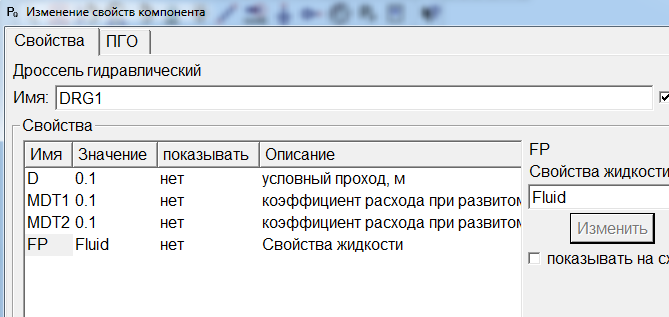 Изменение свойств компонента
Свойства ПГО
Дроссель гидравлический
Имя: DRG1
Свойства
Имя Значение показывать Описание
D 0.1 нет условный проход, м
MDT1 0.1 нет коэффициент расхода при развитом
MDT2 0.1 нет коэффициент расхода при развитом
FP Fluid нет Свойства жидкости
FP
Свойства жидкости
Fluid
Изменить
показывать на сх